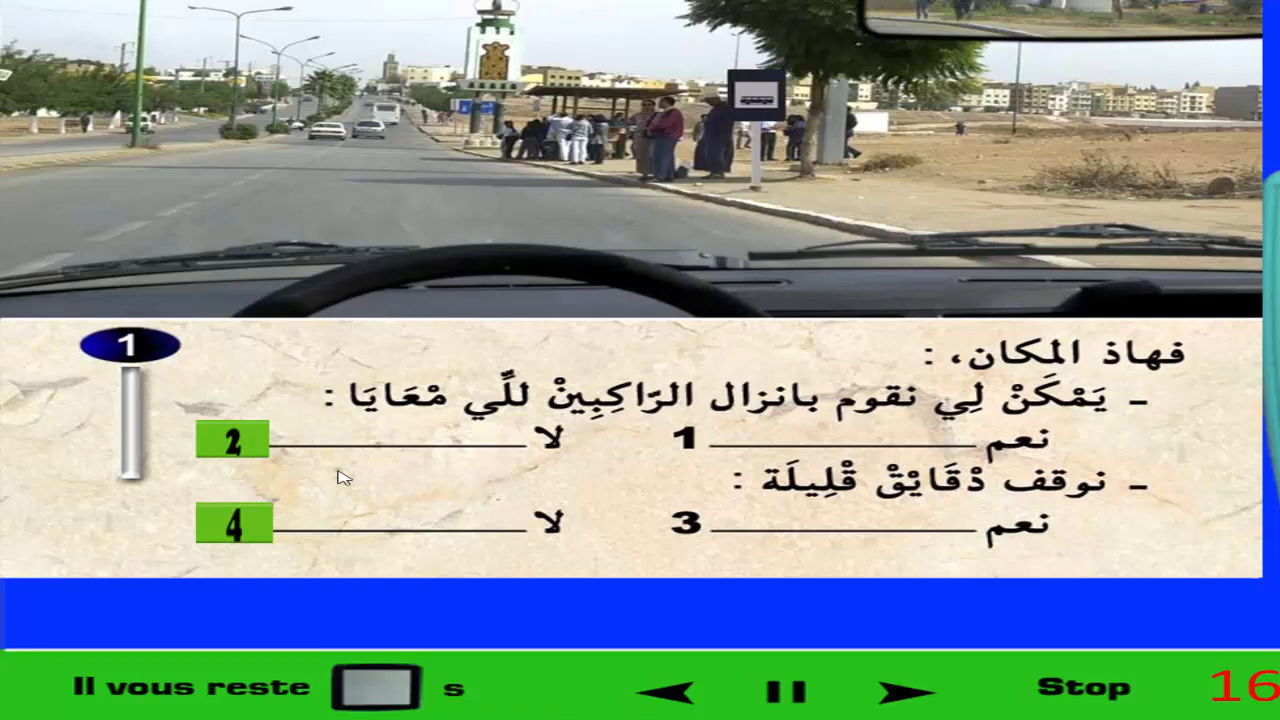 1
فهاذ المكان، :
- يَمْكَنْ لِي نقوم بانزال الرّاكِبِينْ للِّي مْعَايَا :
نعم 1 لا 2
- نوقف دْقَايْقْ قْلِيلَة :
نعم 3 لا 4
Il vous reste s Stop 16